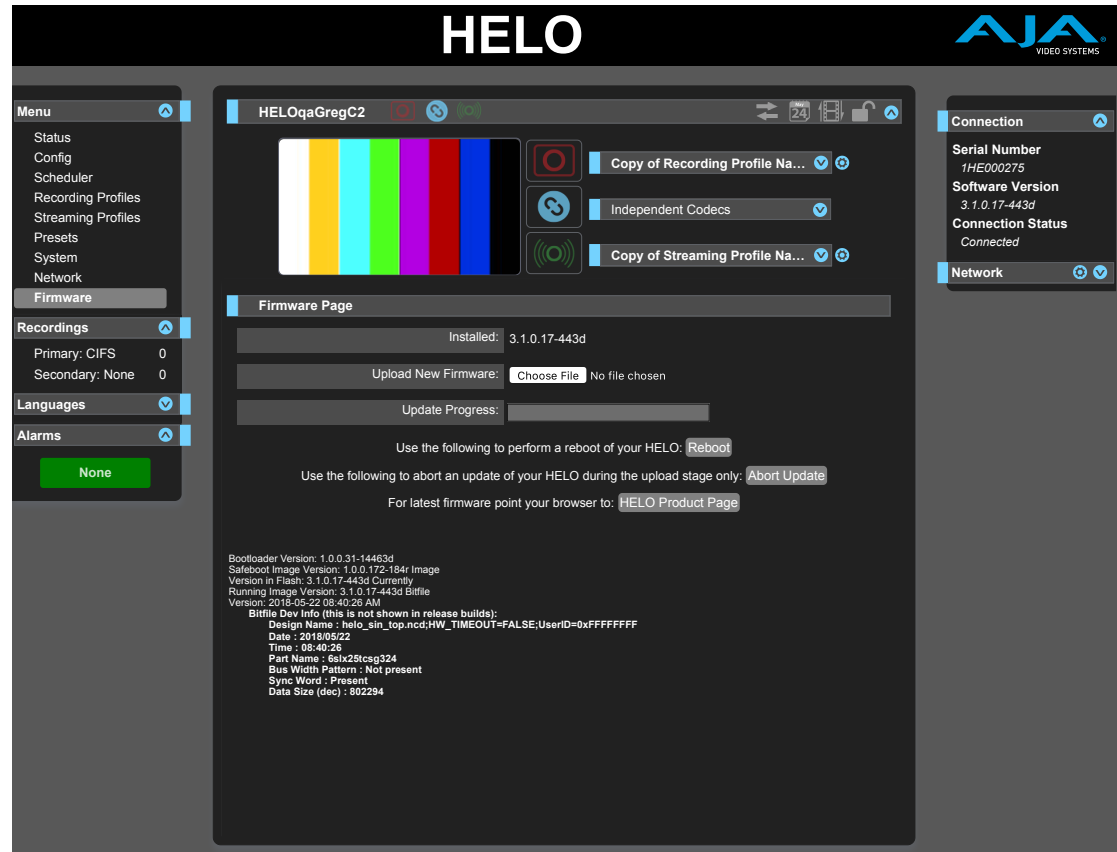 HELO
AJA
VIDEO SYSTEMS
Menu
Status
Config
Scheduler
Recording Profiles
Streaming Profiles
Presets
System
Network
Firmware
Recordings
Primary: CIFS 0
Secondary: None 0
Languages
Alarms
None
HELOqaGregC2
May
24
Copy of Recording Profile Na...
Independent Codecs
Copy of Streaming Profile Na...
Firmware Page
Installed: 3.1.0.17-443d
Upload New Firmware: Choose File No file chosen
Update Progress:
Use the following to perform a reboot of your HELO: Reboot
Use the following to abort an update of your HELO during the upload stage only: Abort Update
For latest firmware point your browser to: HELO Product Page
Bootloader Version: 1.0.0.31-14463d
Safeboot Image Version: 1.0.0.172-184r Image
Version in Flash: 3.1.0.17-443d Currently
Running Image Version: 3.1.0.17-443d Bitfile
Version: 2018-05-22 08:40:26 AM
Bitfile Dev Info (this is not shown in release builds):
Design Name : helo_sin_top.ncd;HW_TIMEOUT=FALSE;UserID=0xFFFFFFFF
Date : 2018/05/22
Time : 08:40:26
Part Name : 6slx25tcsg324
Bus Width Pattern : Not present
Sync Word : Present
Data Size (dec) : 802294
Connection
Serial Number
1HE000275
Software Version
3.1.0.17-443d
Connection Status
Connected
Network